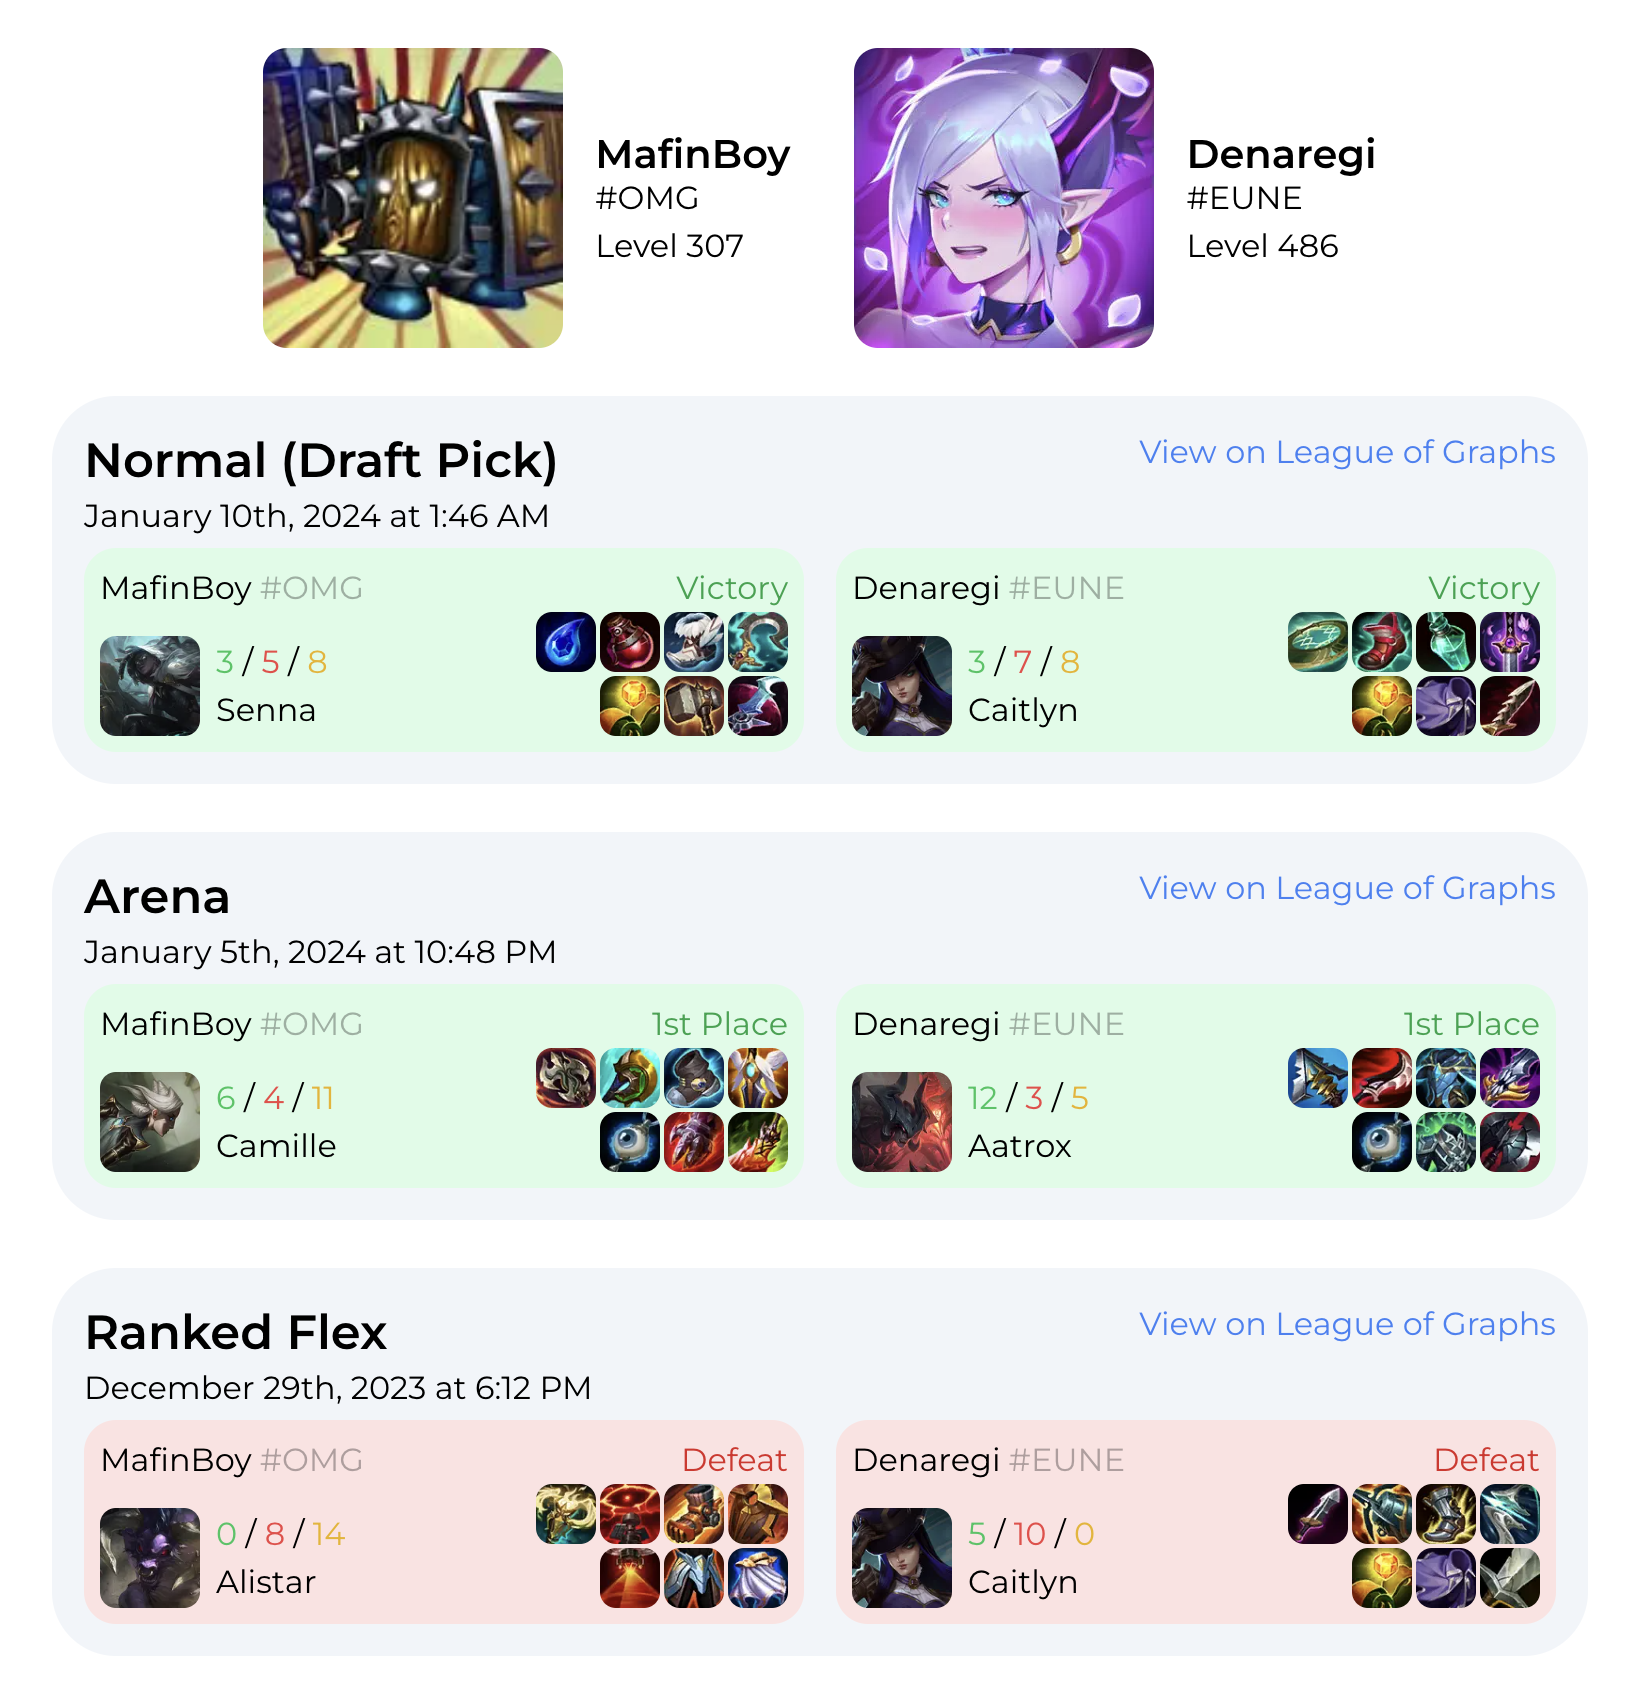 MafinBoy
#OMG
Level 307
Denaregi
#EUNE
Level 486
Normal (Draft Pick)
View on League of Graphs
January 10th, 2024 at 1:46 AM
MafinBoy #OMG
Victory
3 / 5 / 8
Senna
Denaregi #EUNE
Victory
3 / 7 / 8
Caitlyn
Arena
View on League of Graphs
January 5th, 2024 at 10:48 PM
MafinBoy #OMG
1st Place
6 / 4 / 11
Camille
Denaregi #EUNE
1st Place
12 / 3 / 5
Aatrox
Ranked Flex
View on League of Graphs
December 29th, 2023 at 6:12 PM
MafinBoy #OMG
Defeat
0 / 8 / 14
Alistar
Denaregi #EUNE
Defeat
5 / 10 / 0
Caitlyn